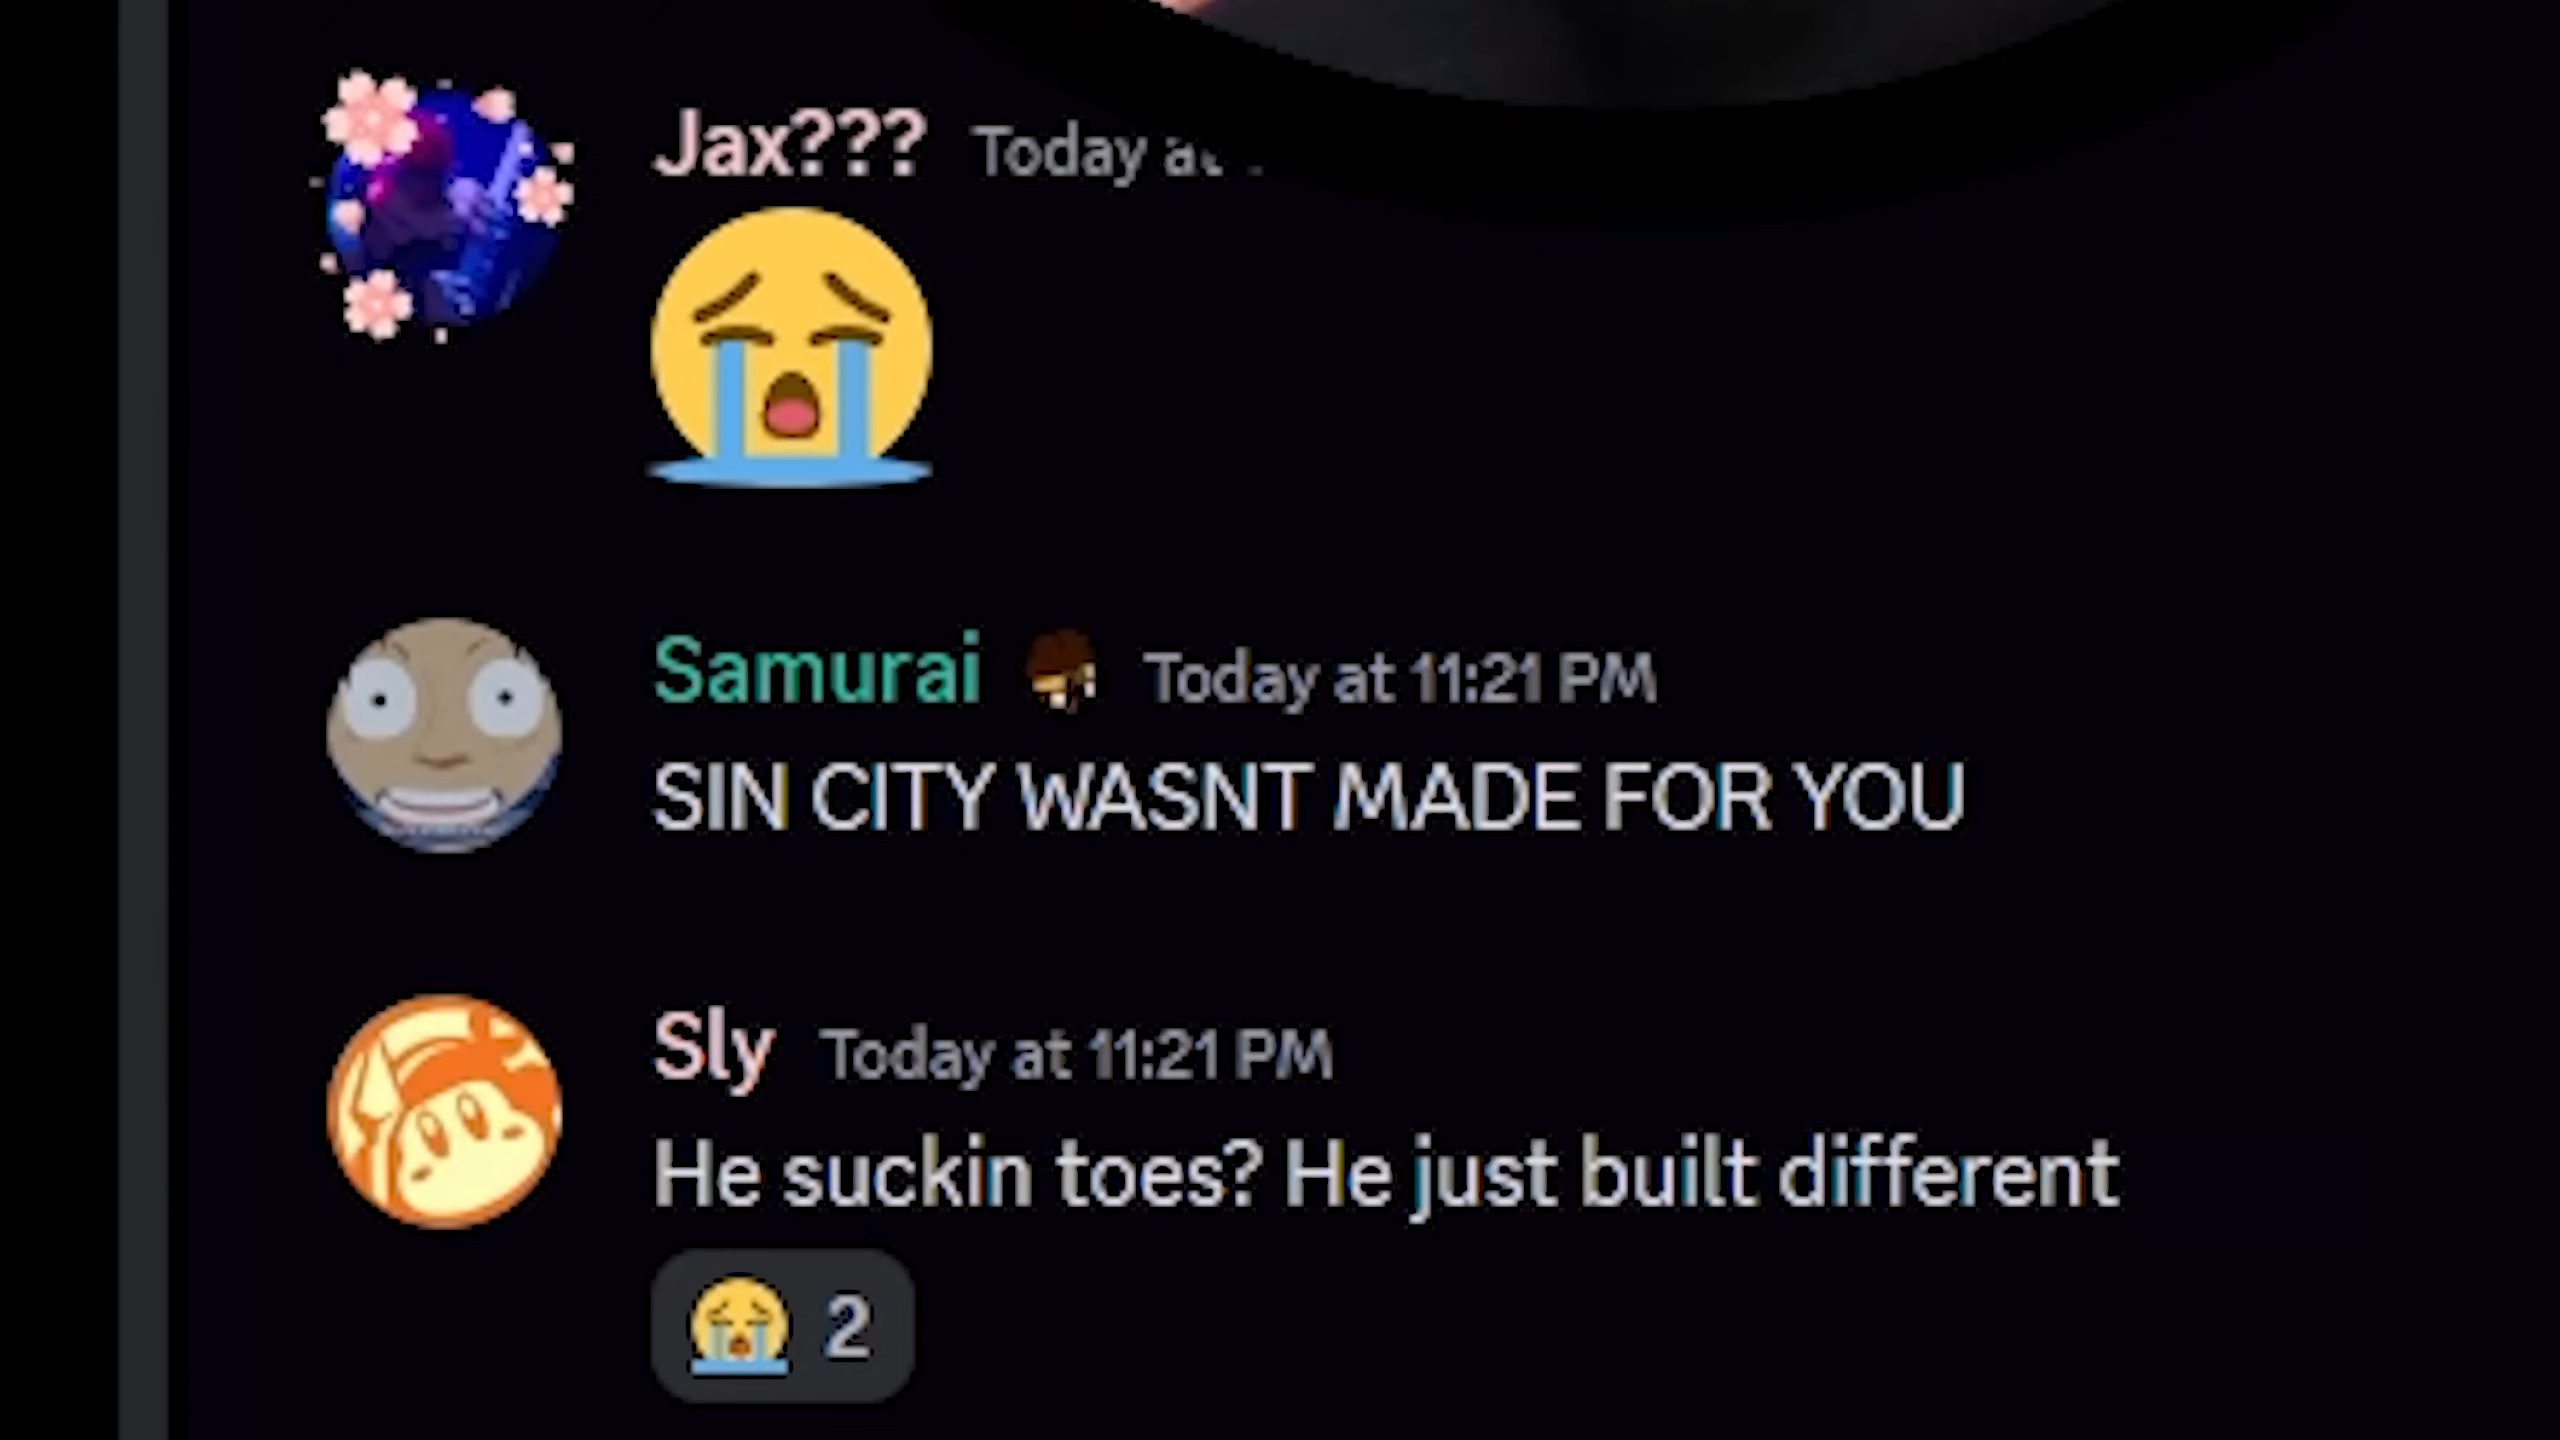 Jax??? Today at
😭
Samurai Today at 11:21 PM
SIN CITY WASNT MADE FOR YOU
Sly Today at 11:21 PM
He suckin toes? He just built different
😭 2